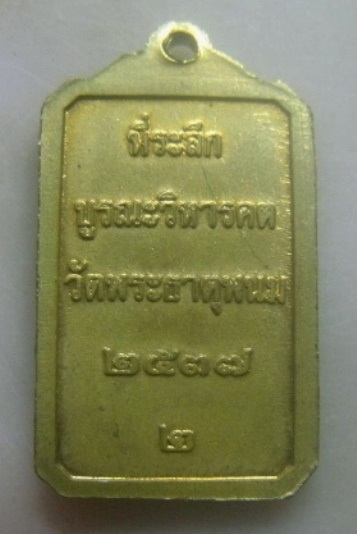 ที่ระลึก
บูรณะวิหารคต
วัดพระธาตุพนม
๒๕๓๗
๒